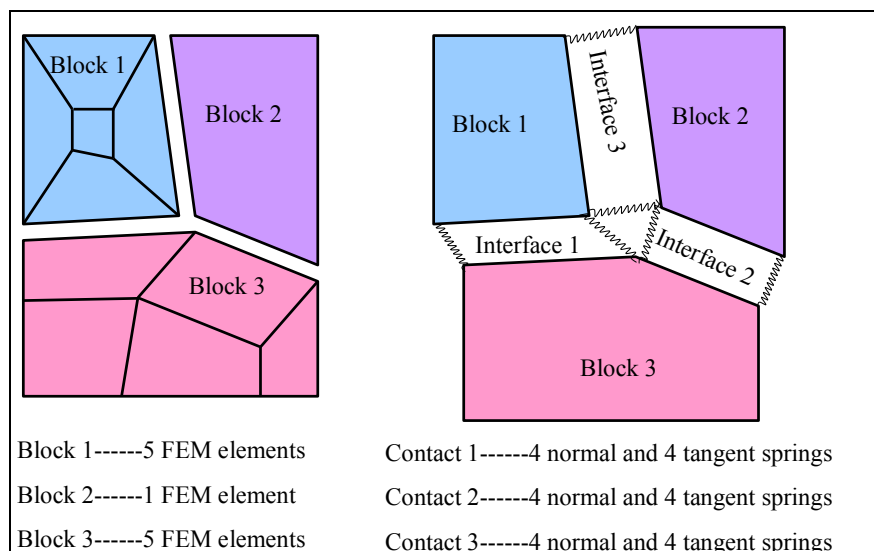 Block 1
Block 2
Block 3
Block 1
Interface 3
Block 2
Interface 1
Interface 2
Block 3
Block 1------5 FEM elements
Block 2------1 FEM element
Block 3------5 FEM elements
Contact 1------4 normal and 4 tangent springs
Contact 2------4 normal and 4 tangent springs
Contact 3------4 normal and 4 tangent springs